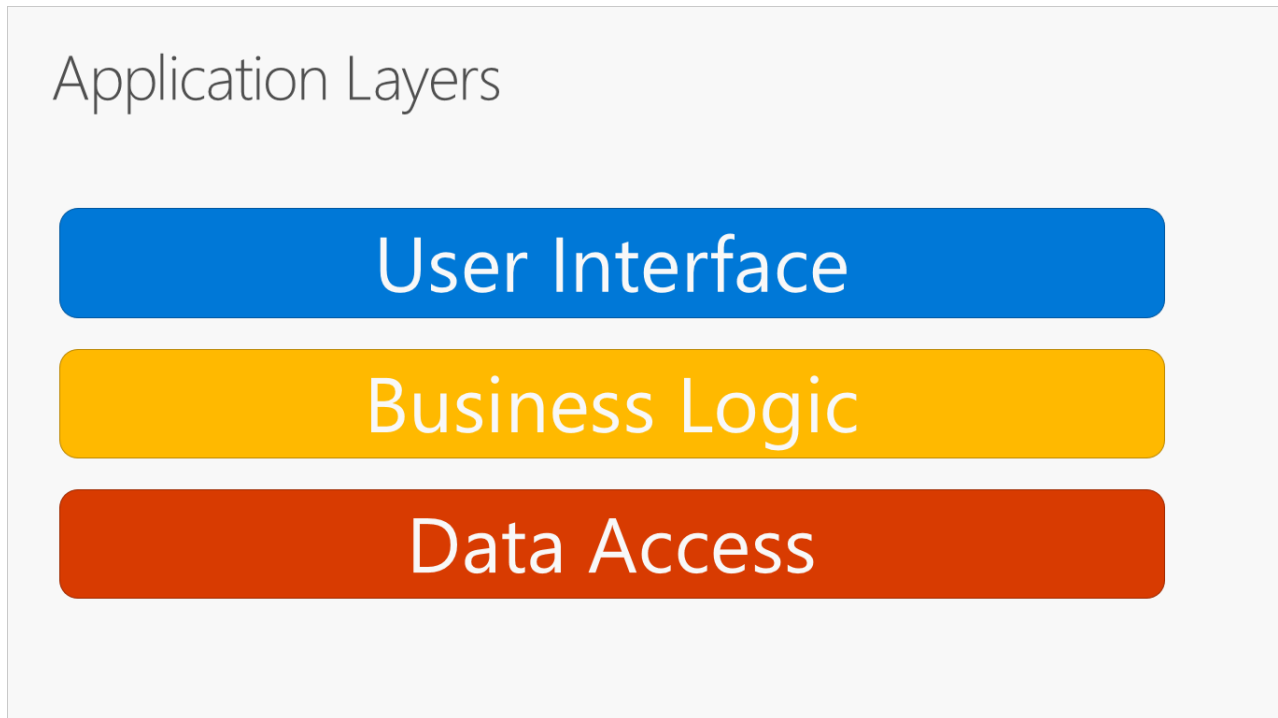 Application Layers
User Interface
Business Logic
Data Access